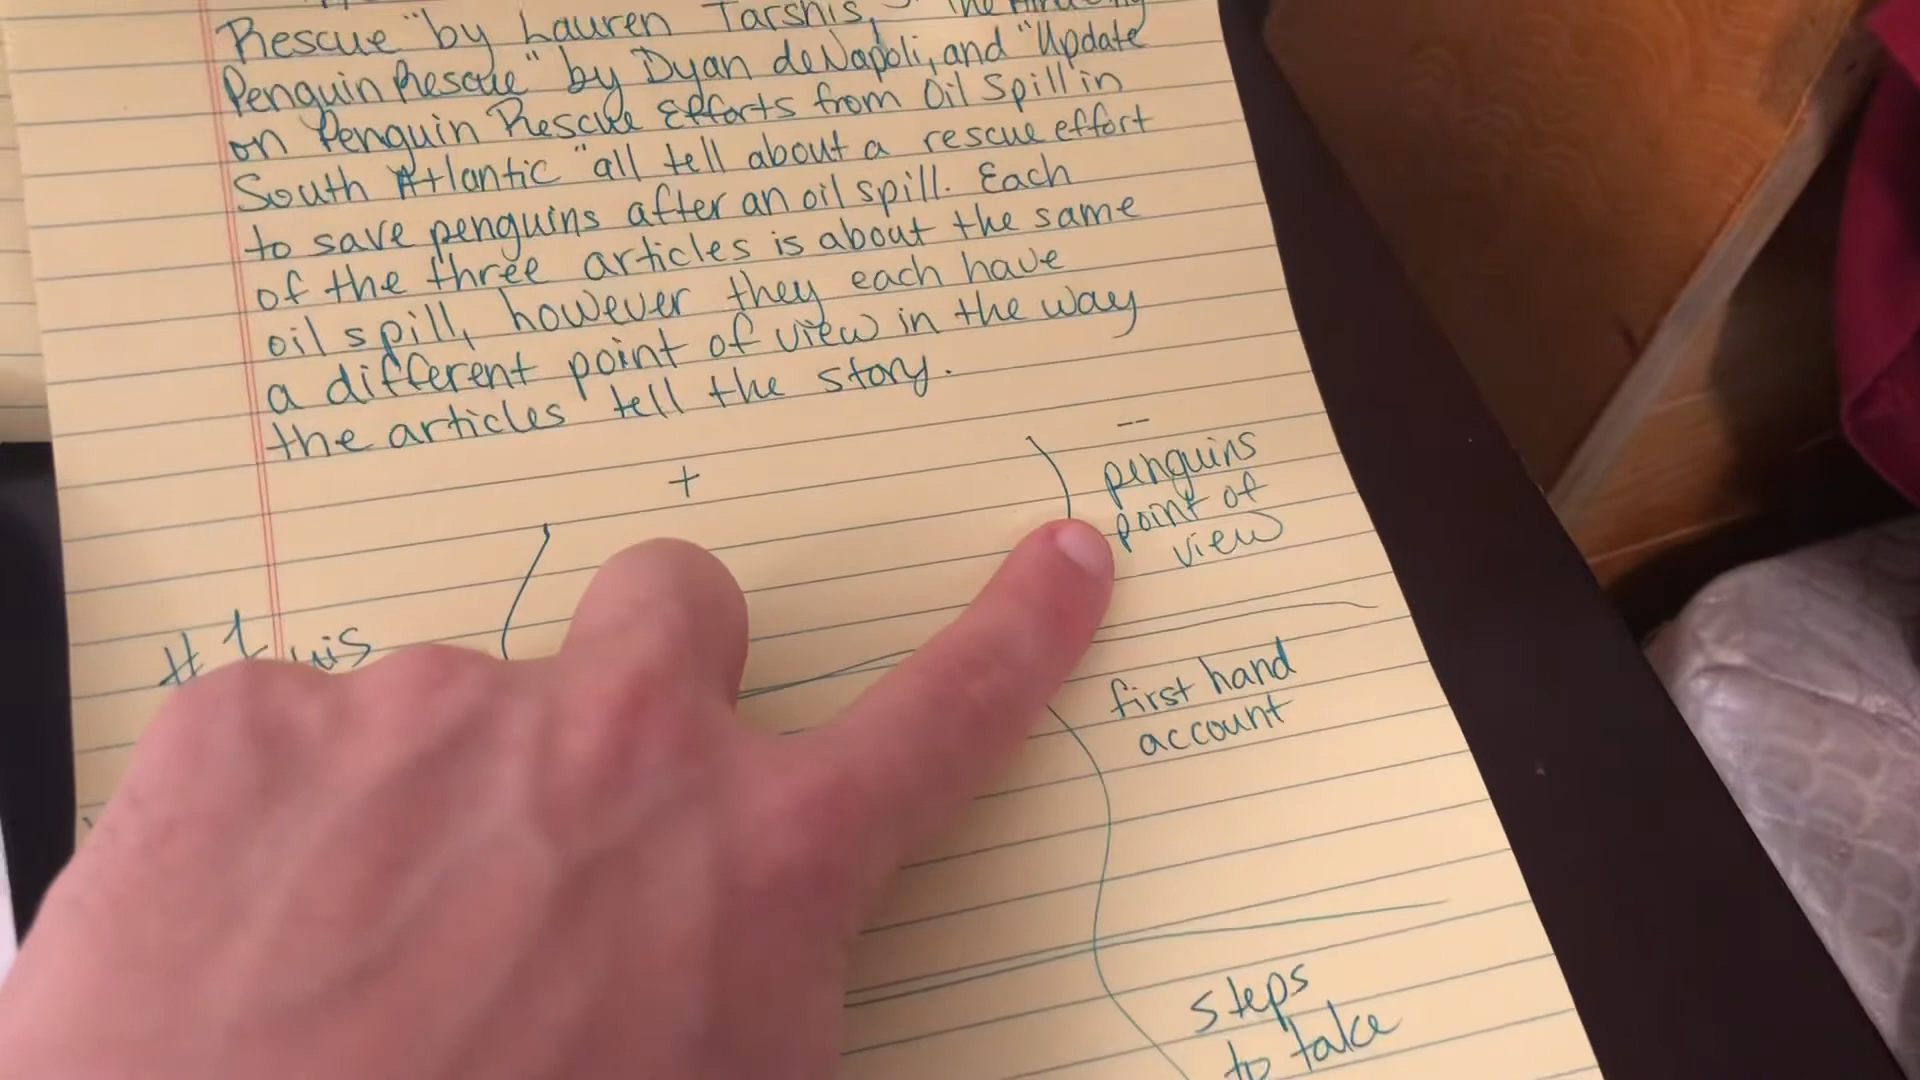 Rescue" by Lauren Tarshis, "The Amazing
Penguin Rescue" by Dyan deNapoli, and "Update
on Penguin Rescue Efforts from Oil Spill in
South Atlantic" all tell about a rescue effort
to save penguins after an oil spill. Each
of the three articles is about the same
oil spill, however they each have
a different point of view in the way
the articles tell the story.
+
--
penguins
point of
view
#1
first hand
account
steps
to take